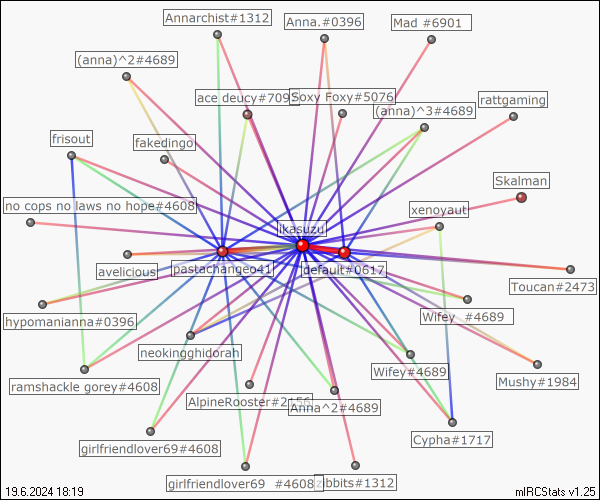 Annarchist#1312
Anna.#0396
Mad #6901
(anna)^2#4689
ace deucy#709
Foxy Foxy#5076
(anna)^3#4689
rattgaming
frisout
fakedingo
Skalman
no cops no laws no hope#4608
xenoyaut
ikasuzu
avelicious
pastachangeo41
default#0617
Toucan#2473
hypomanianna#0396
Wifey #4689
neokingghidorah
ramshackle gorey#4608
Wifey#4689
Mushy#1984
AlpineRooster#2156
Anna^2#4689
girlfriendlover69#4608
Cypha#1717
girlfriendlover69 #4608
zibbits#1312
19.6.2024 18:19
mIRCStats v1.25